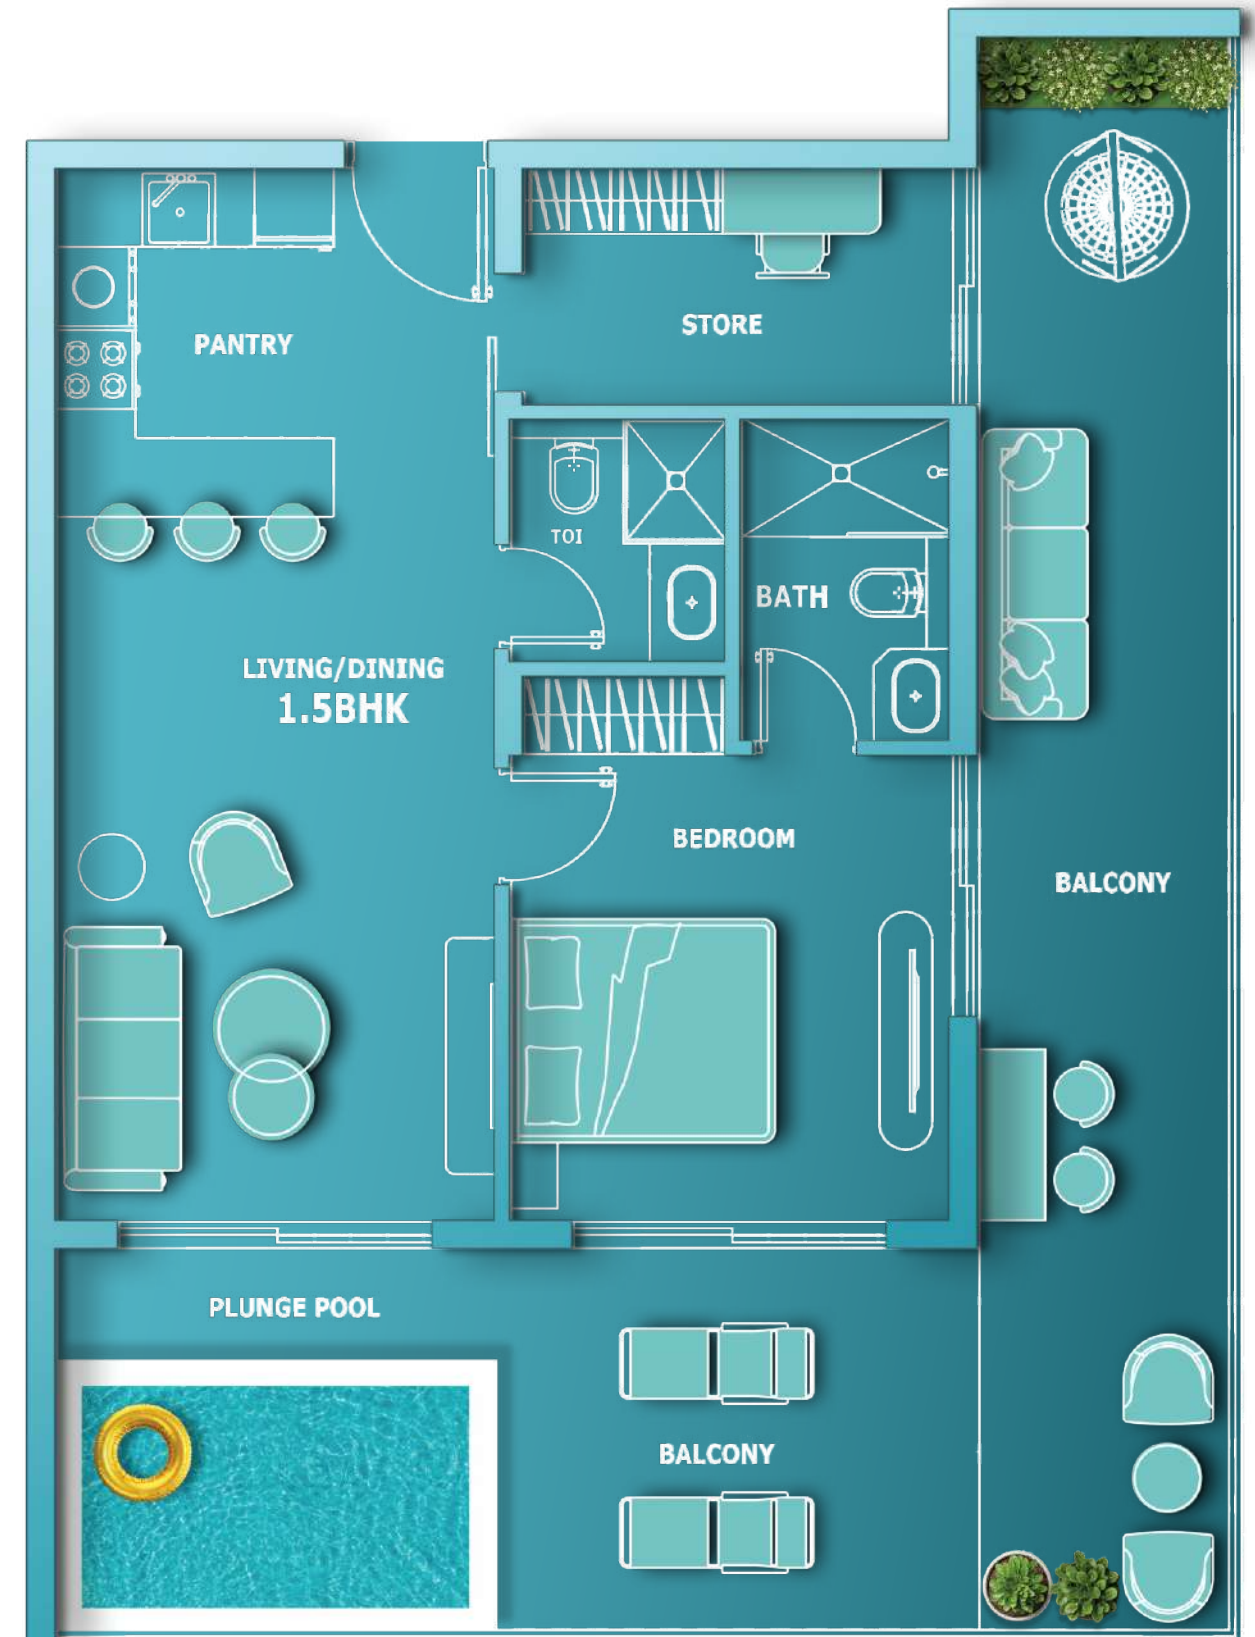 STORE
PANTRY
TOI
BATH
LIVING/DINING
1.5BHK
BEDROOM
BALCONY
PLUNGE POOL
BALCONY